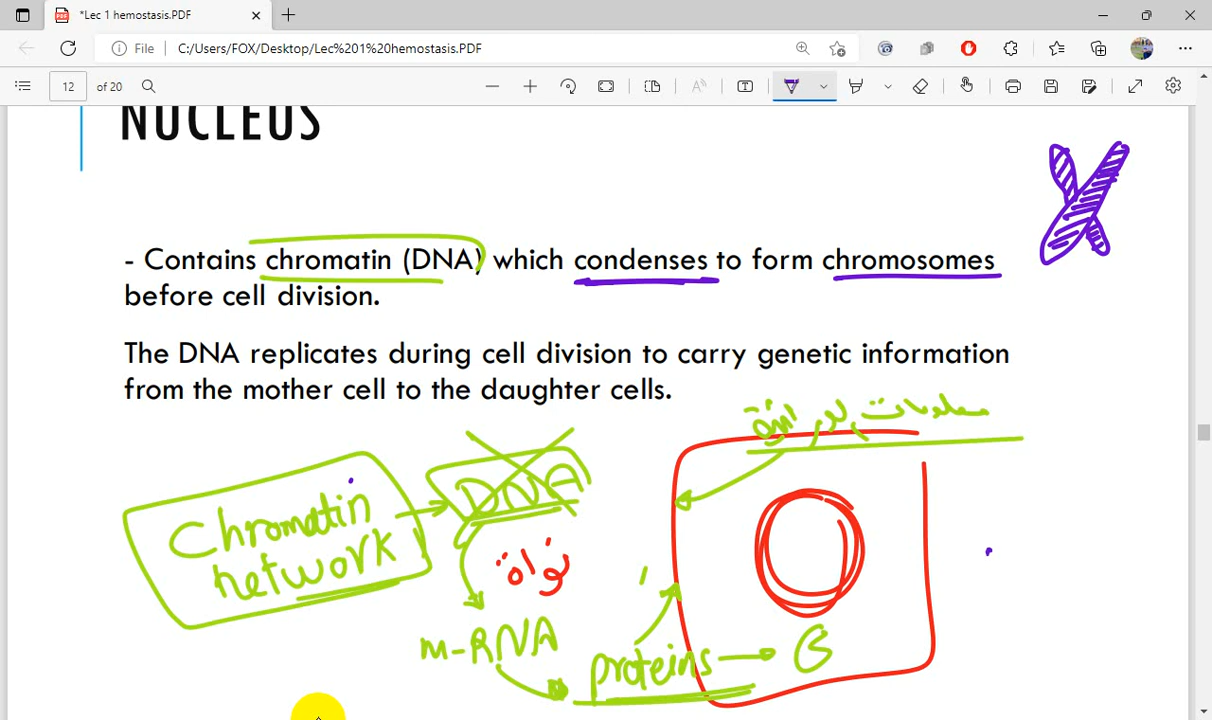 *Lec 1 hemostasis.PDF
File C:/Users/FOX/Desktop/Lec%201%20hemostasis.PDF
12 of 20
NUCLEUS
- Contains chromatin (DNA) which condenses to form chromosomes
before cell division.
The DNA replicates during cell division to carry genetic information
from the mother cell to the daughter cells.
معلومات
Chromatin
network
DNA
نواة
m-RNA
proteins